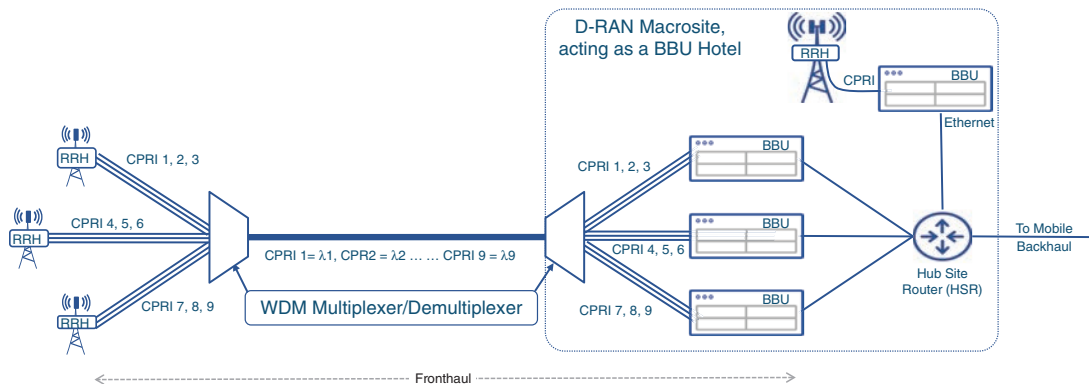 D-RAN Macrosite,
acting as a BBU Hotel
RRH
CPRI
BBU
Ethernet
RRH
CPRI 1, 2, 3
CPRI 1, 2, 3
BBU
RRH
CPRI 4, 5, 6
CPRI 1= λ1, CPR2 = λ2 ... ... CPRI 9 = λ9
CPRI 4, 5, 6
BBU
To Mobile
Backhaul
Hub Site
Router (HSR)
RRH
CPRI 7, 8, 9
WDM Multiplexer/Demultiplexer
CPRI 7, 8, 9
BBU
Fronthaul